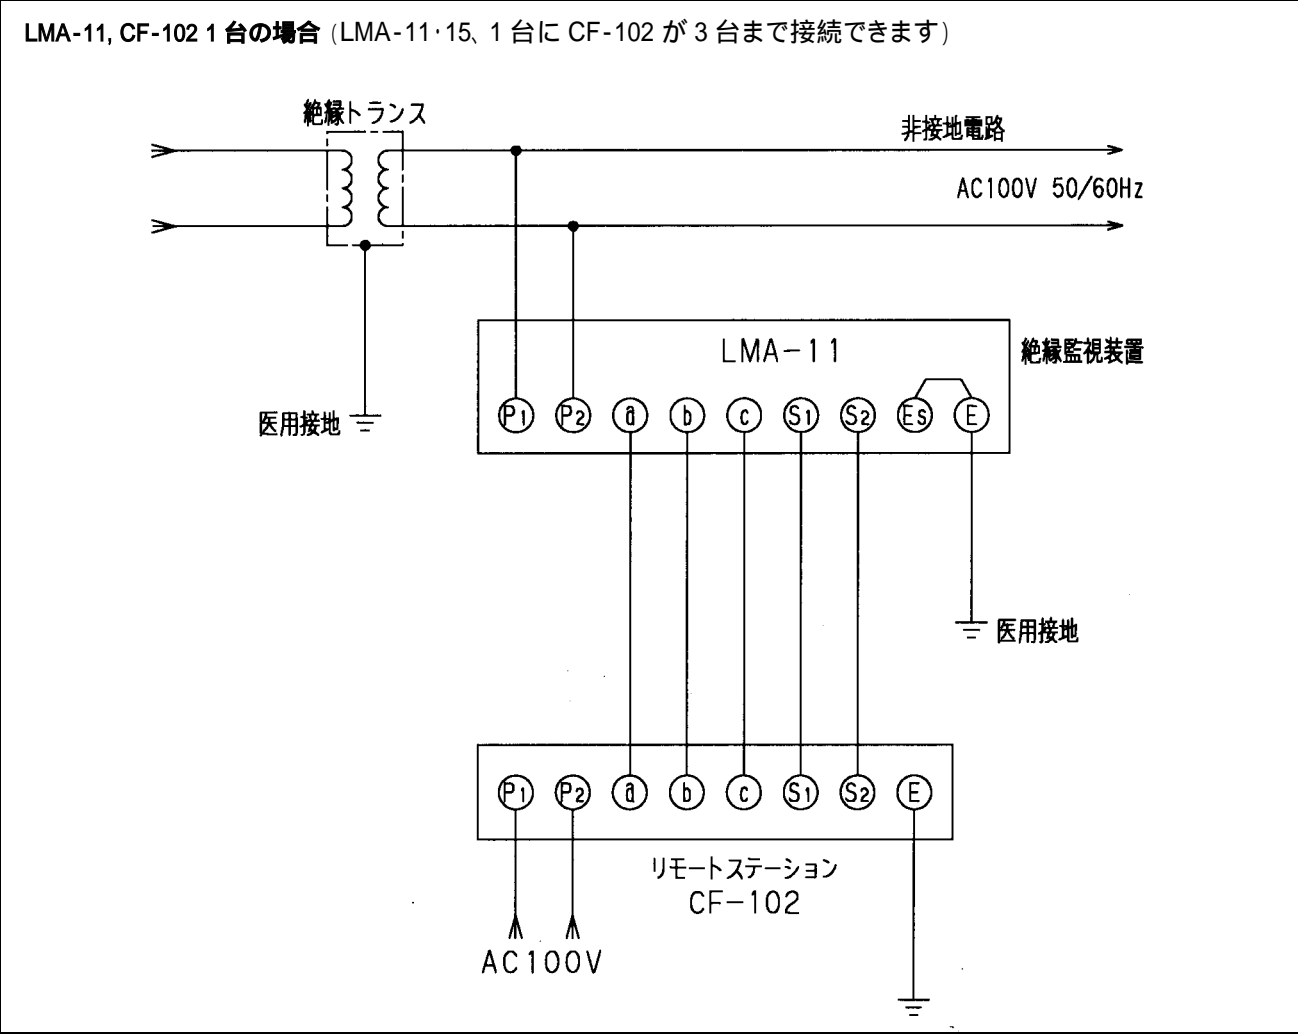 LMA-11, CF-102 1 台の場合 (LMA-11･15、1 台に CF-102 が 3 台まで接続できます)
絶縁トランス
非接地電路
AC100V 50/60Hz
LMA-11
絶縁監視装置
P1 P2 a b c S1 S2 Es E
医用接地
医用接地
P1 P2 a b c S1 S2 E
リモートステーション
CF-102
AC100V